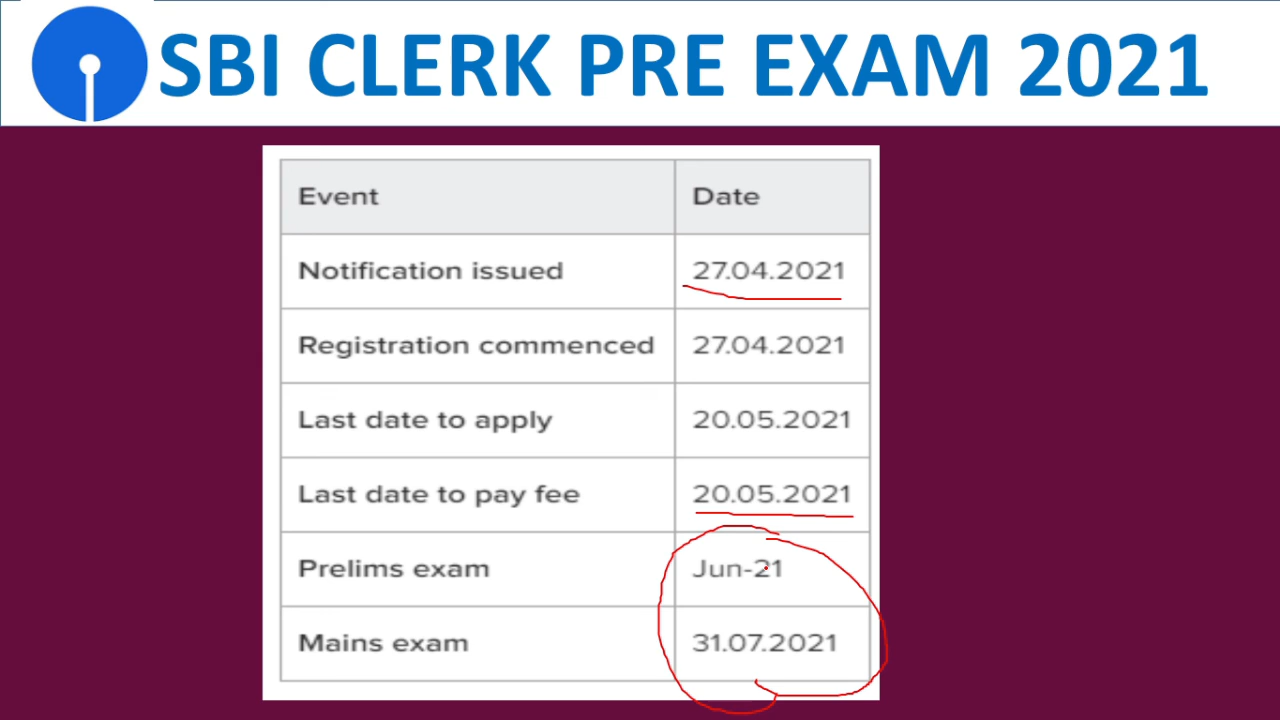 SBI CLERK PRE EXAM 2021
Event Date
Notification issued 27.04.2021
Registration commenced 27.04.2021
Last date to apply 20.05.2021
Last date to pay fee 20.05.2021
Prelims exam Jun-21
Mains exam 31.07.2021